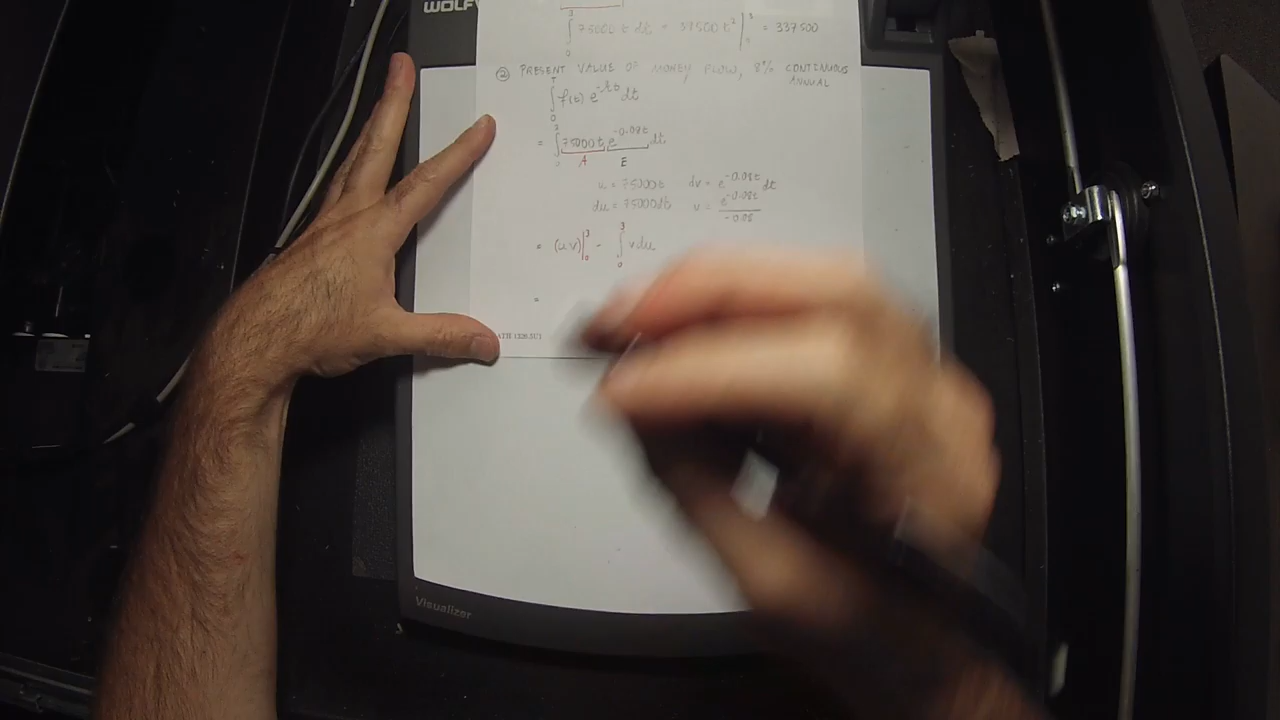 WOLF
∫₀³ 75000 t dt = 37500 t² |₀³ = 337500
② PRESENT VALUE OF MONEY FLOW, 8% CONTINUOUS
ANNUAL
∫₀ᵀ f(t) e^(-rt) dt
= ∫₀³ 75000t e^(-0.08t) dt
A E
u = 75000t dv = e^(-0.08t) dt
du = 75000dt v = e^(-0.08t) / -0.08
= (uv)|₀³ - ∫₀³ v du
=
Visualizer